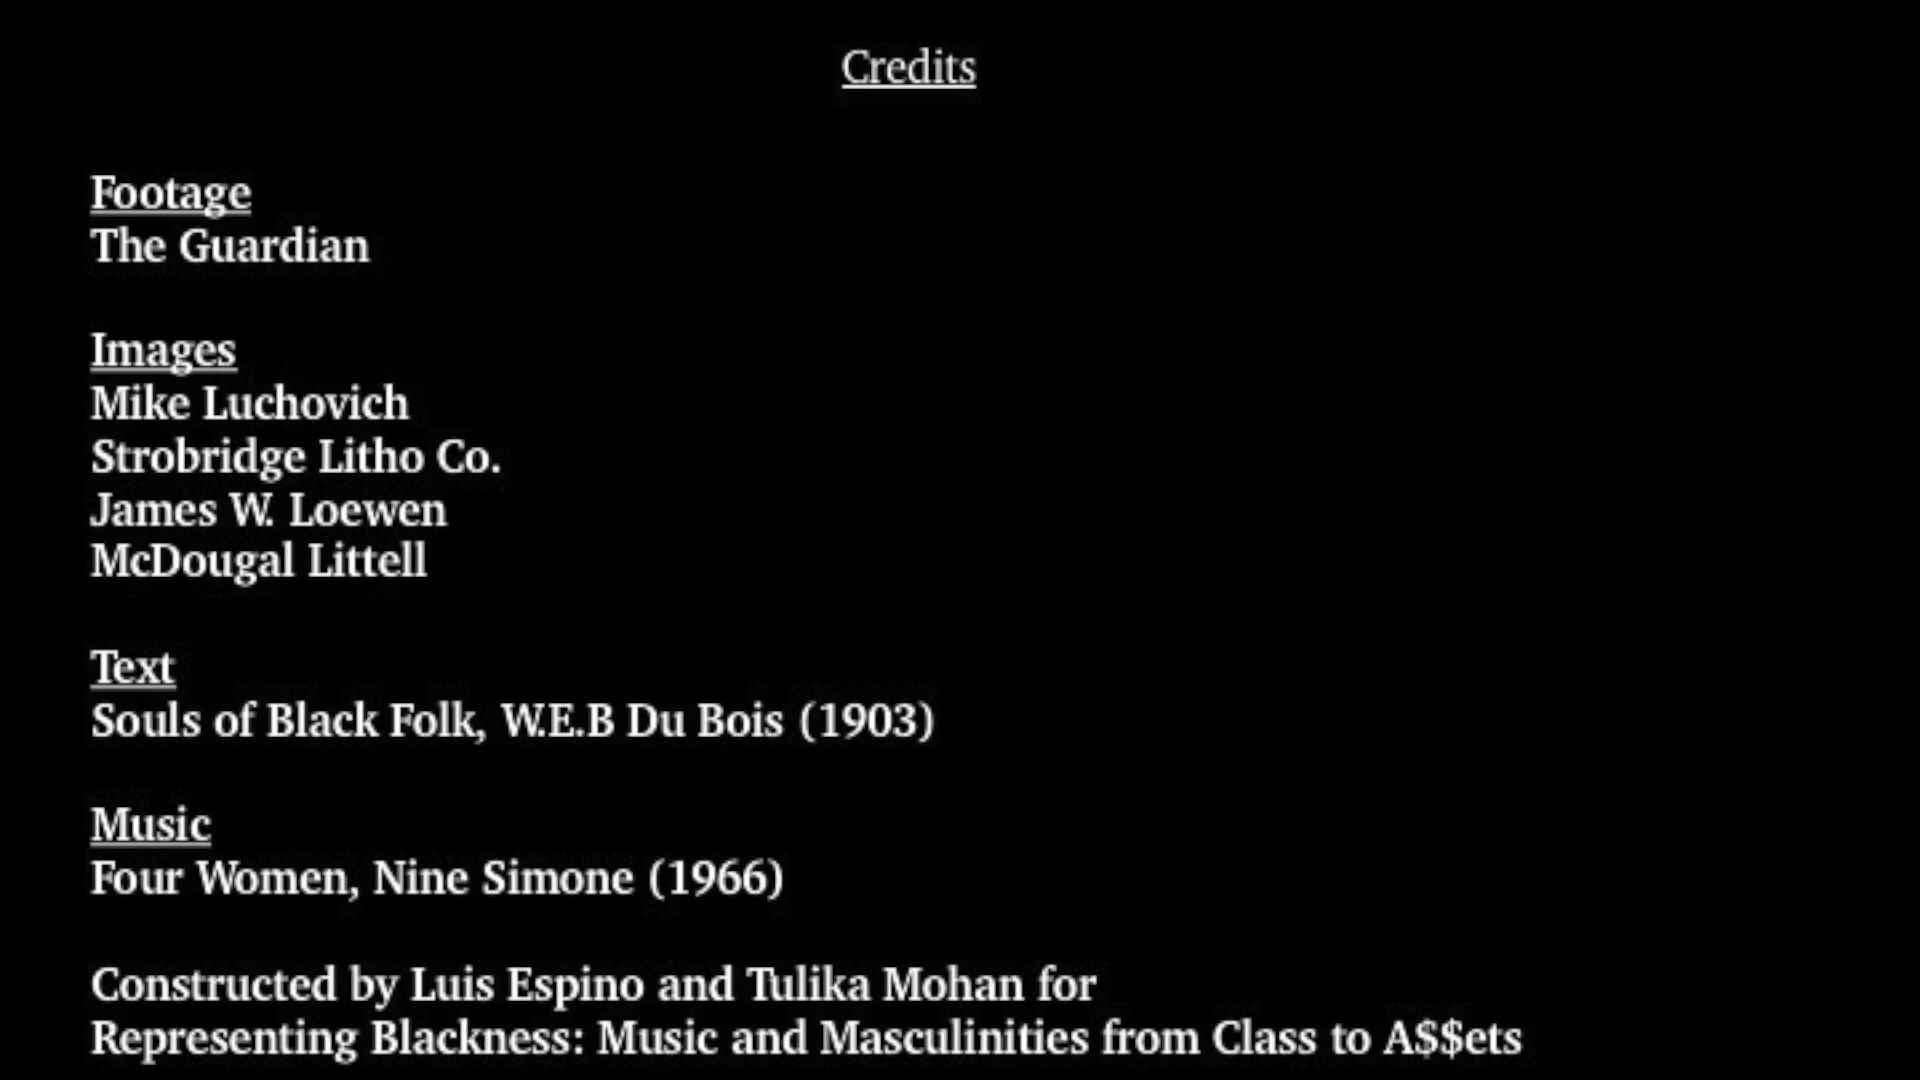 Credits
Footage
The Guardian
Images
Mike Luchovich
Strobridge Litho Co.
James W. Loewen
McDougal Littell
Text
Souls of Black Folk, W.E.B Du Bois (1903)
Music
Four Women, Nine Simone (1966)
Constructed by Luis Espino and Tulika Mohan for
Representing Blackness: Music and Masculinities from Class to A$$ets